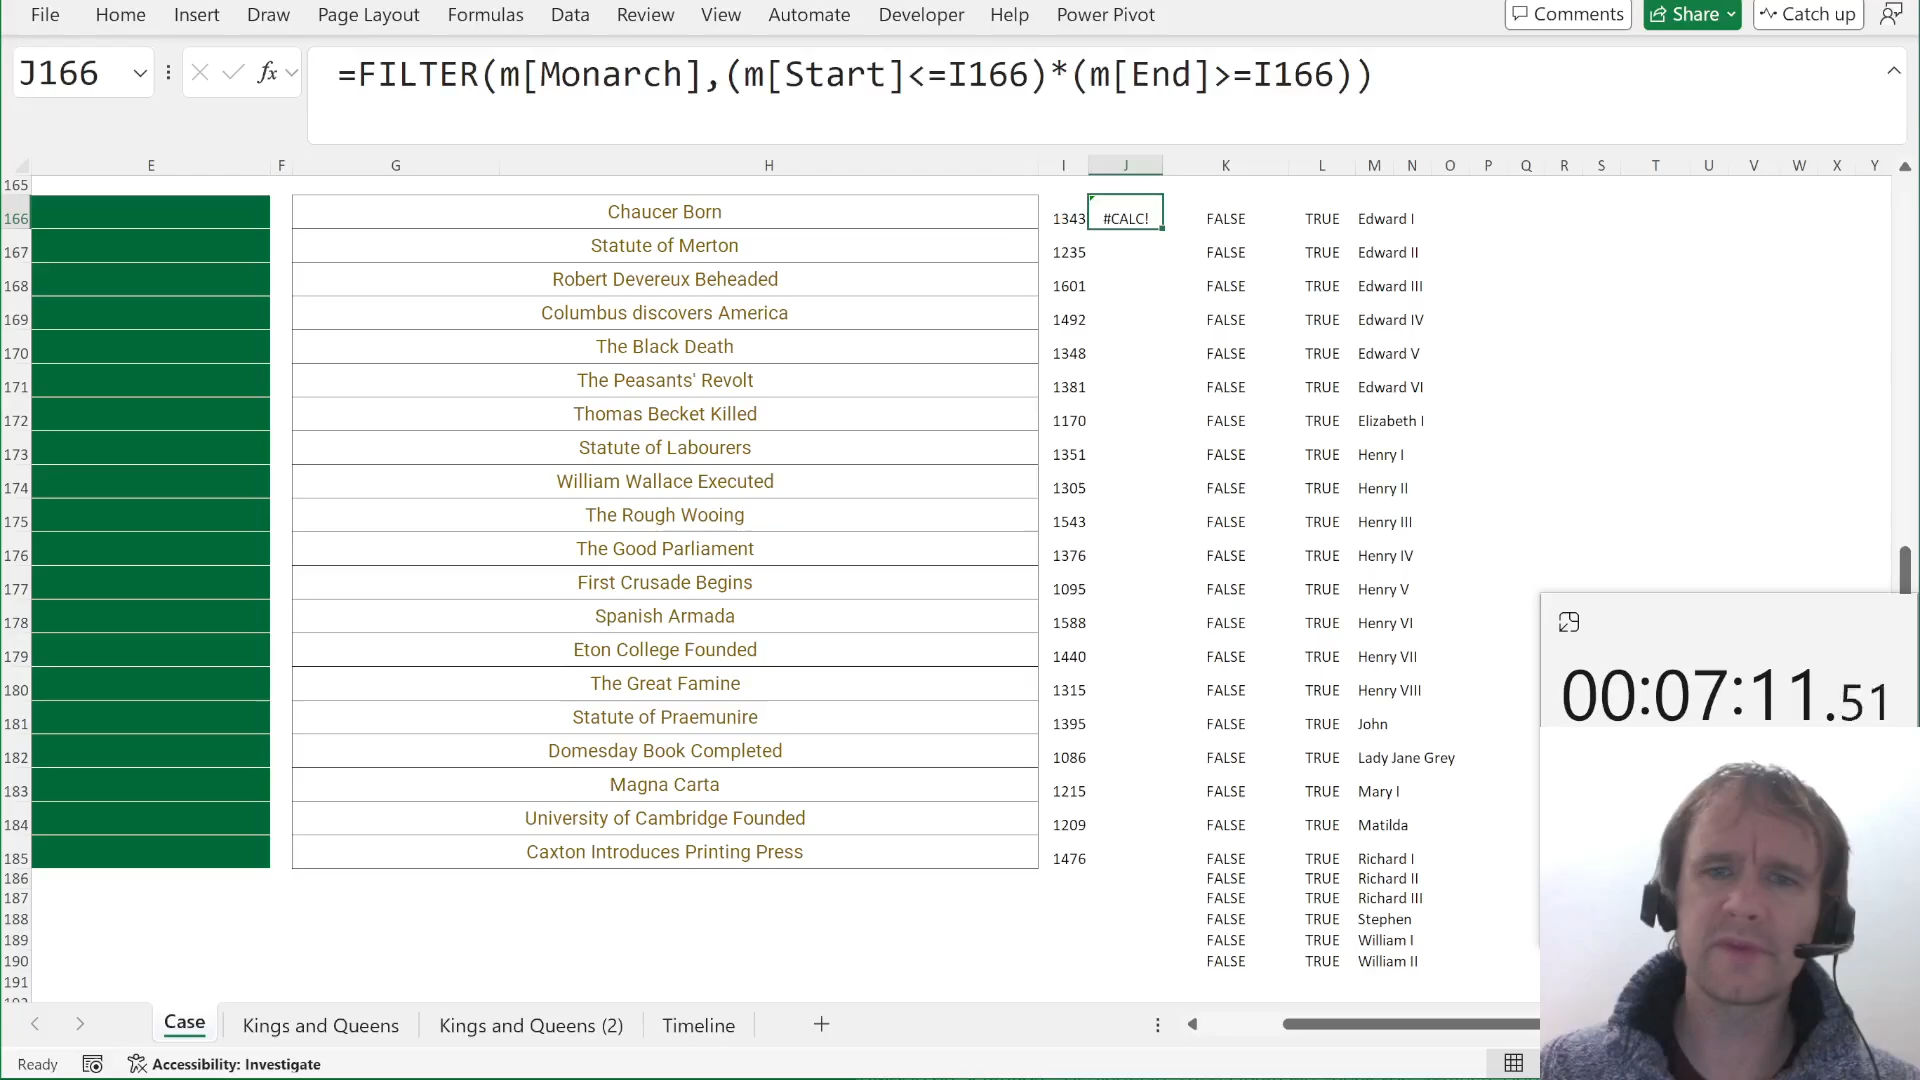 File Home Insert Draw Page Layout Formulas Data Review View Automate Developer Help Power Pivot Comments Share Catch up
J166 fx =FILTER(m[Monarch],(m[Start]<=I166)*(m[End]>=I166))
E F G H I J K L M N O P Q R S T U V W X Y
165
166 Chaucer Born 1343 #CALC! FALSE TRUE Edward I
167 Statute of Merton 1235 FALSE TRUE Edward II
168 Robert Devereux Beheaded 1601 FALSE TRUE Edward III
169 Columbus discovers America 1492 FALSE TRUE Edward IV
170 The Black Death 1348 FALSE TRUE Edward V
171 The Peasants' Revolt 1381 FALSE TRUE Edward VI
172 Thomas Becket Killed 1170 FALSE TRUE Elizabeth I
173 Statute of Labourers 1351 FALSE TRUE Henry I
174 William Wallace Executed 1305 FALSE TRUE Henry II
175 The Rough Wooing 1543 FALSE TRUE Henry III
176 The Good Parliament 1376 FALSE TRUE Henry IV
177 First Crusade Begins 1095 FALSE TRUE Henry V
178 Spanish Armada 1588 FALSE TRUE Henry VI
179 Eton College Founded 1440 FALSE TRUE Henry VII
180 The Great Famine 1315 FALSE TRUE Henry VIII
181 Statute of Praemunire 1395 FALSE TRUE John
182 Domesday Book Completed 1086 FALSE TRUE Lady Jane Grey
183 Magna Carta 1215 FALSE TRUE Mary I
184 University of Cambridge Founded 1209 FALSE TRUE Matilda
185 Caxton Introduces Printing Press 1476 FALSE TRUE Richard I
186 FALSE TRUE Richard II
187 FALSE TRUE Richard III
188 FALSE TRUE Stephen
189 FALSE TRUE William I
190 FALSE TRUE William II
191
00:07:11.51
Case Kings and Queens Kings and Queens (2) Timeline
Ready Accessibility: Investigate